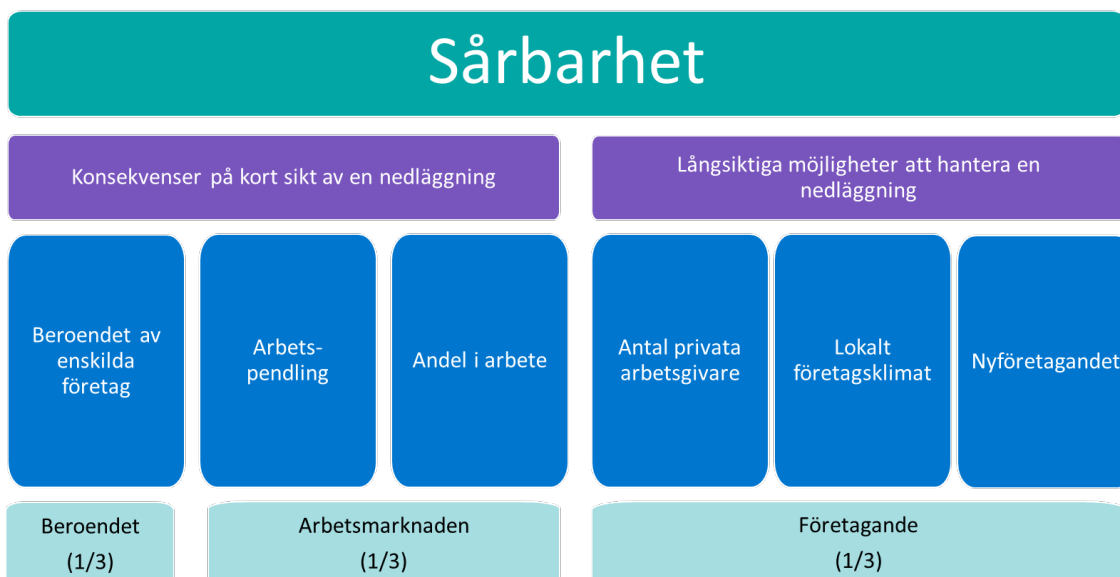 Sårbarhet
Konsekvenser på kort sikt av en nedläggning
Långsiktiga möjligheter att hantera en
nedläggning
Beroendet av
enskilda
företag
Arbets-
pendling
Andel i arbete
Antal privata
arbetsgivare
Lokalt
företagsklimat
Nyföretagandet
Beroendet
(1/3)
Arbetsmarknaden
(1/3)
Företagande
(1/3)